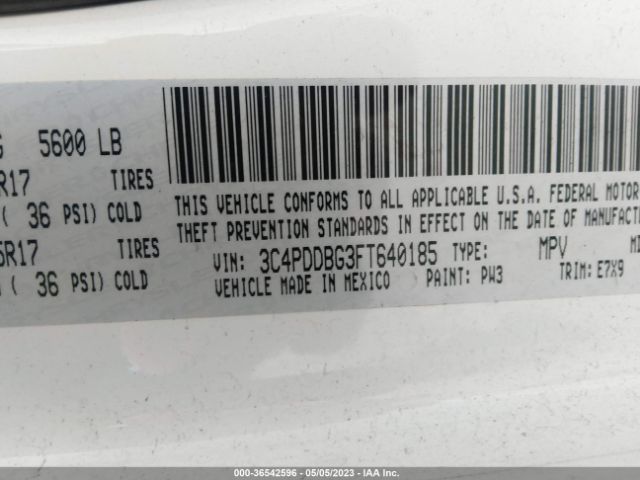 5600 LB
R17 TIRES
( 36 PSI) COLD
5R17 TIRES
( 36 PSI) COLD
THIS VEHICLE CONFORMS TO ALL APPLICABLE U.S.A. FEDERAL MOTOR
THEFT PREVENTION STANDARDS IN EFFECT ON THE DATE OF MANUFAC
VIN: 3C4PDDBG3FT640185 TYPE: MPV
VEHICLE MADE IN MEXICO PAINT: PW3 TRIM: E7X9
000-36542596 - 05/05/2023 - IAA Inc.